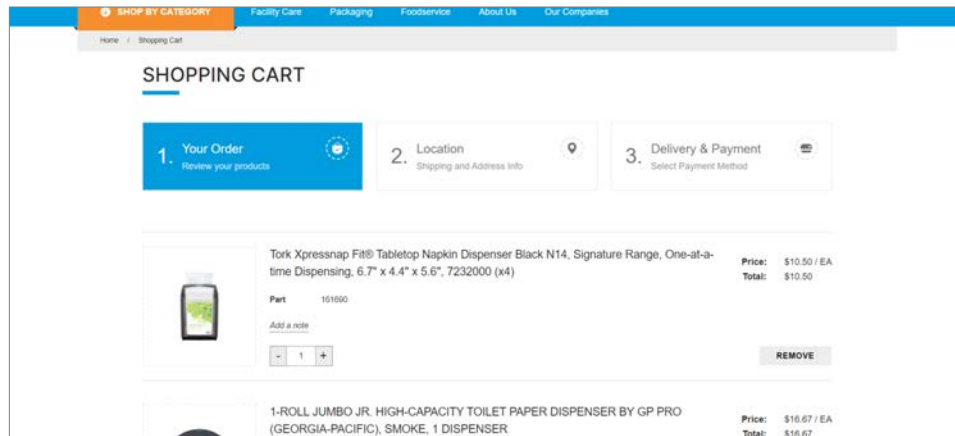 SHOP BY CATEGORY Facility Care Packaging Foodservice About Us Our Companies
Home / Shopping Cart
SHOPPING CART
1. Your Order
Review your products
2. Location
Shipping and Address Info
3. Delivery & Payment
Select Payment Method
Tork Xpressnap Fit® Tabletop Napkin Dispenser Black N14, Signature Range, One-at-a-
time Dispensing, 6.7" x 4.4" x 5.6", 7232000 (x4)
Price: $10.50 / EA
Total: $10.50
Part 161690
Add a note
- 1 +
REMOVE
1-ROLL JUMBO JR. HIGH-CAPACITY TOILET PAPER DISPENSER BY GP PRO
(GEORGIA-PACIFIC), SMOKE, 1 DISPENSER
Price: $16.67 / EA
Total: $16.67